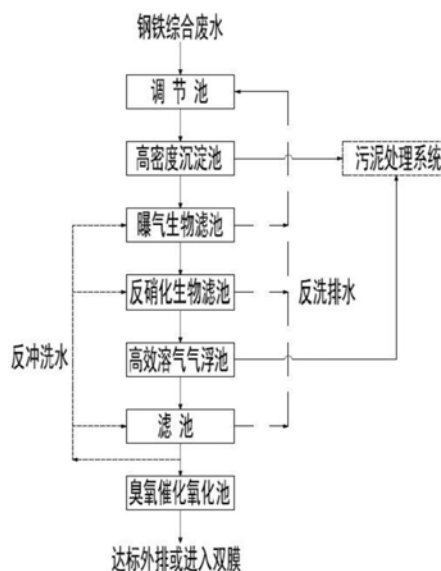 钢铁综合废水
调节池
高密度沉淀池
污泥处理系统
曝气生物滤池
反硝化生物滤池
反洗排水
高效溶气气浮池
反冲洗水
滤池
臭氧催化氧化池
达标外排或进入双膜